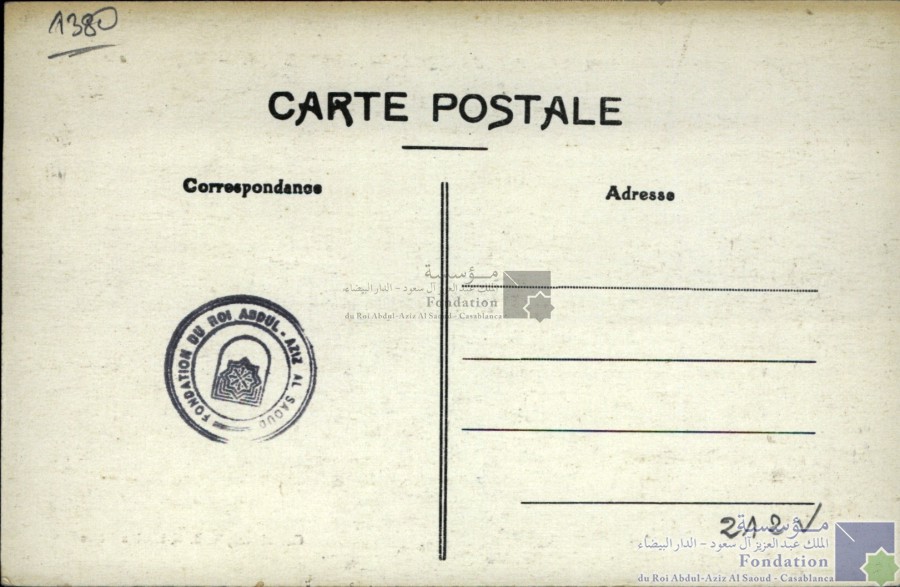 1380
CARTE POSTALE
Correspondance
Adresse
مؤسسة
الملك عبد العزيز آل سعود - الدار البيضاء
Fondation
du Roi Abdul-Aziz Al Saoud - Casablanca
FONDATION DU ROI ABDUL-AZIZ AL SAOUD
مؤسسة
الملك عبد العزيز آل سعود - الدار البيضاء
Fondation
du Roi Abdul-Aziz Al Saoud - Casablanca